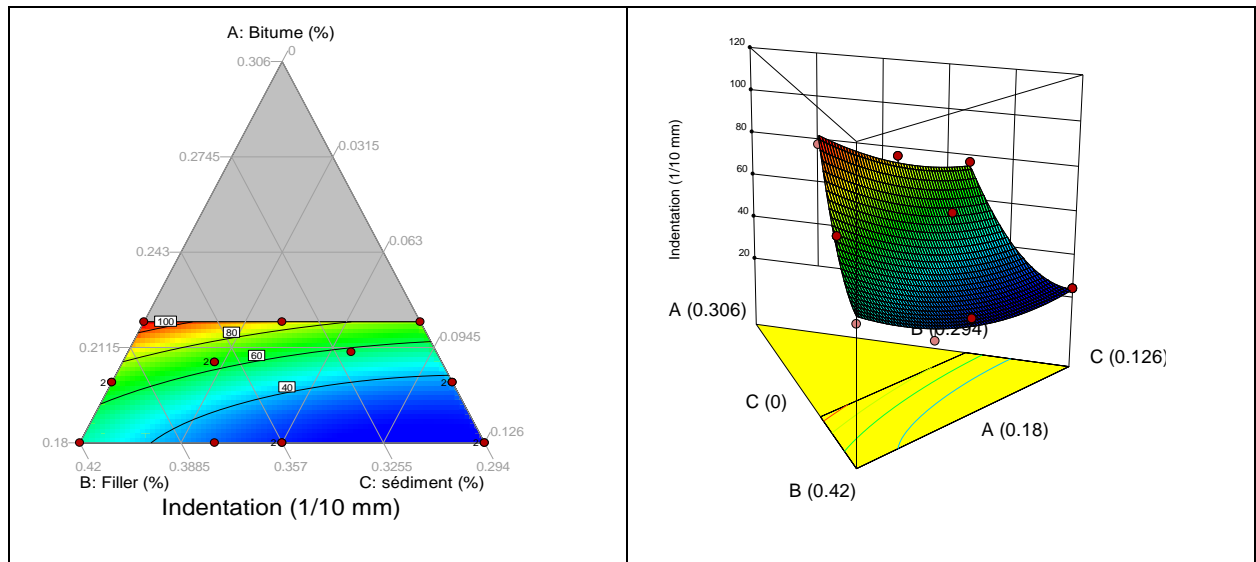 A: Bitume (%)
0
0.306
0.2745
0.0315
0.243
0.063
100
80
0.2115
0.0945
2
60
2
40
2
0.18
2
2
0.126
0.42
0.3885
0.357
0.3255
0.294
B: Filler (%)
C: sédiment (%)
Indentation (1/10 mm)
120
100
80
60
40
20
Indentation (1/10 mm)
A (0.306)
B (0.294)
C (0.126)
C (0)
A (0.18)
B (0.42)